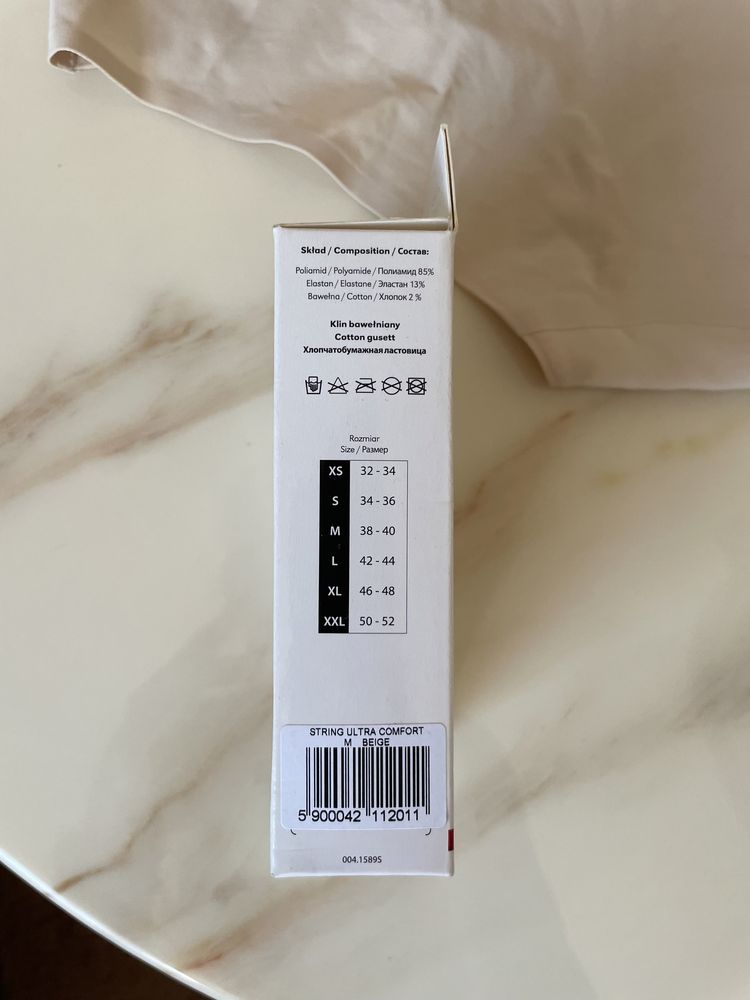 Skład / Composition / Состав:
Poliamid / Polyamide / Полиамид 85%
Elastan / Elastane / Эластан 13%
Bawełna / Cotton / Хлопок 2 %
Klin bawełniany
Cotton gusett
Хлопчатобумажная ластовица
Rozmiar
Size / Размер
XS 32 - 34
S 34 - 36
M 38 - 40
L 42 - 44
XL 46 - 48
XXL 50 - 52
STRING ULTRA COMFORT
M BEIGE
5 900042 112011
004.1589S